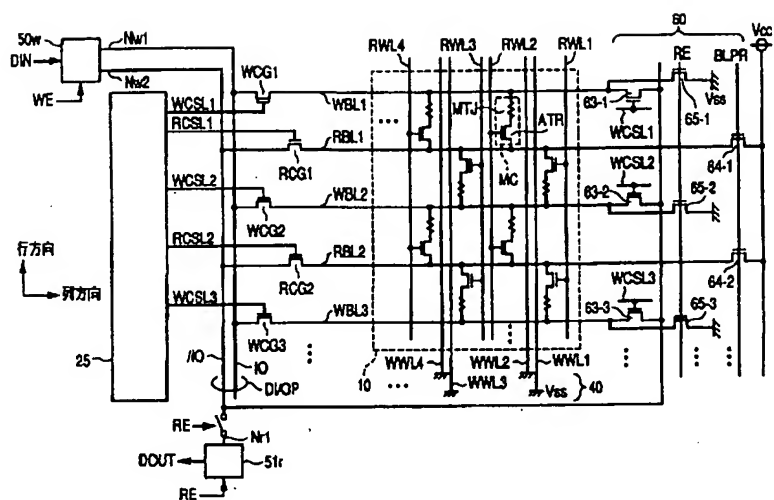 50w
Nw1
DIN
Nw2
WE
WCSL1
RCSL1
WCSL2
RCSL2
WCSL3
25
行方向
列方向
WCG1
RCG1
WCG2
RCG2
WCG3
WBL1
RBL1
WBL2
RBL2
WBL3
RWL4
RWL3
RWL2
RWL1
MTJ
ATR
MC
10
WWL4
WWL3
WWL2
WWL1
Vss
40
60
RE
BLPR
Vcc
63-1
WCSL1
65-1
Vss
64-1
WCSL2
63-2
65-2
64-2
WCSL3
63-3
65-3
/IO
IO
DI/OP
RE
Nr1
DOUT
51r
RE